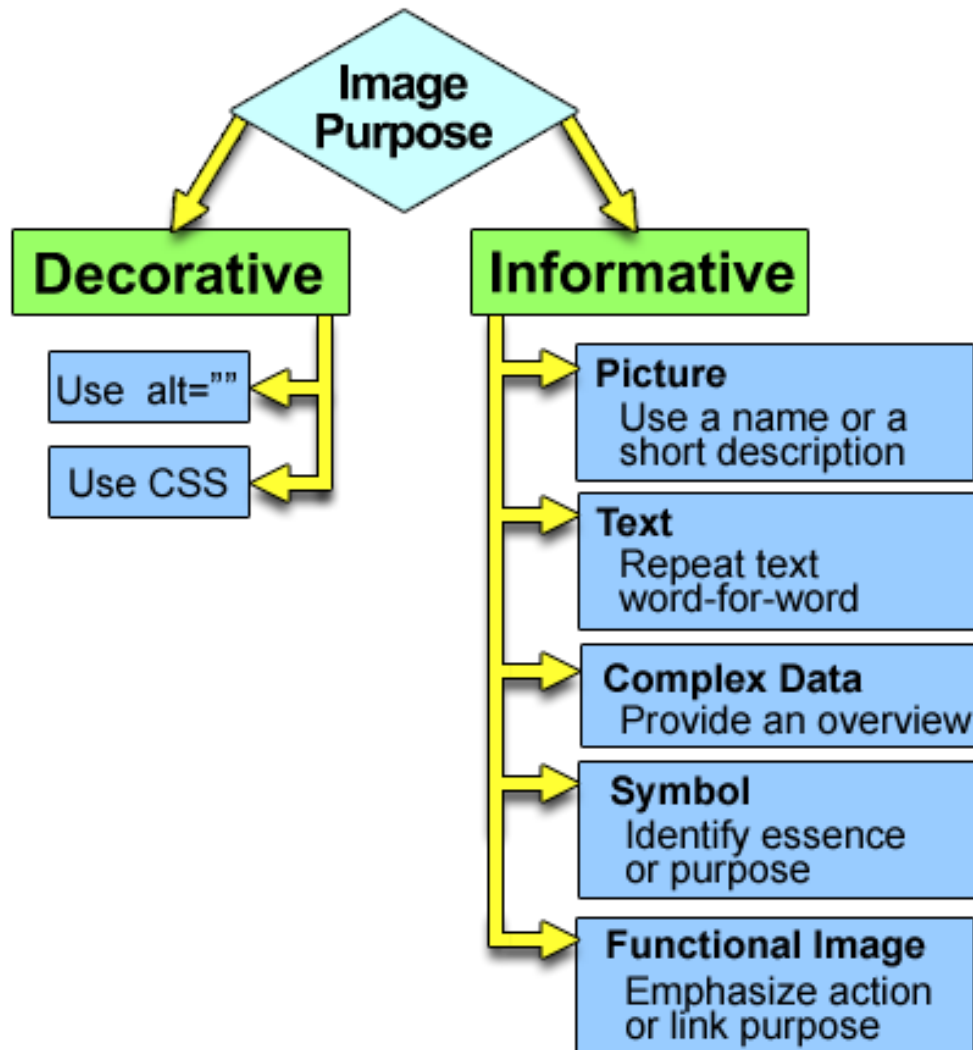 Image
Purpose
Decorative
Use alt=””
Use CSS
Informative
Picture
Use a name or a
short description
Text
Repeat text
word-for-word
Complex Data
Provide an overview
Symbol
Identify essence
or purpose
Functional Image
Emphasize action
or link purpose